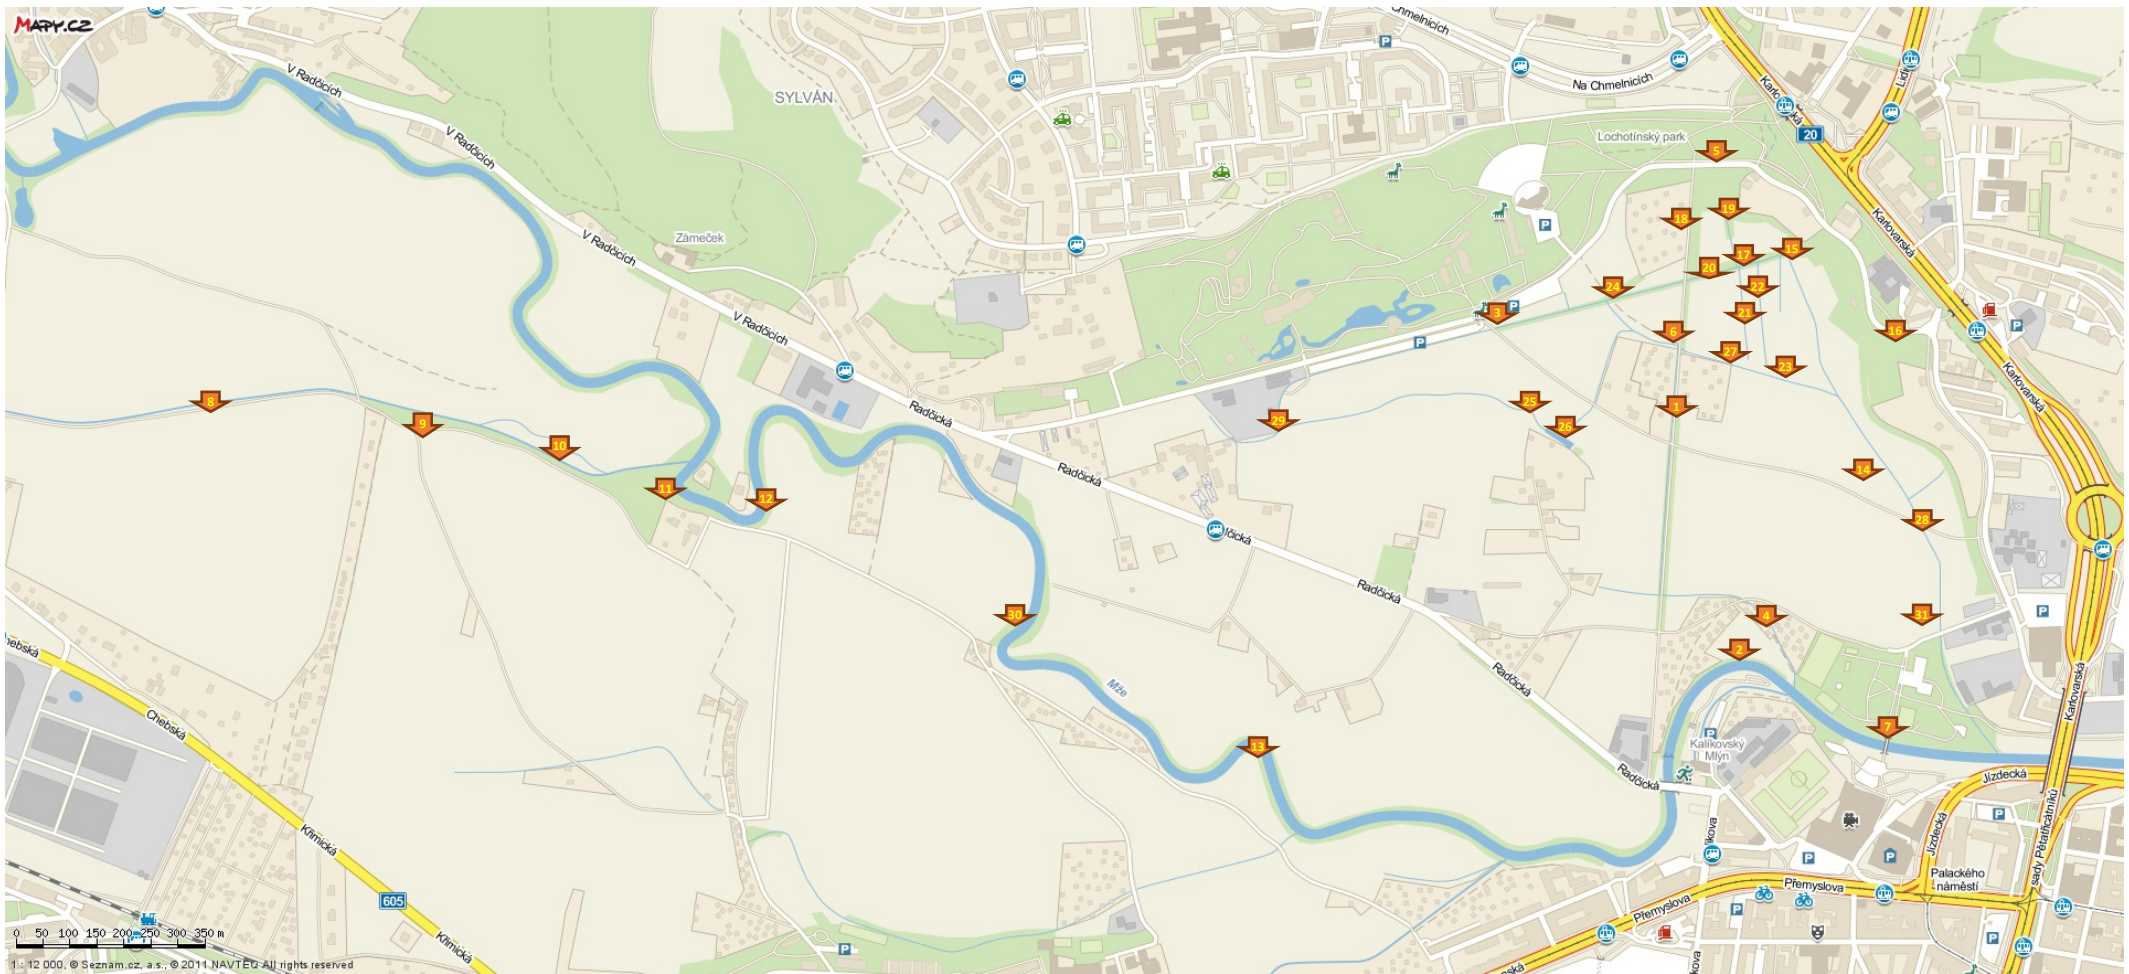 Mapy.cz
Chmelnicích
Na Chmelnicích
Karlovarská
20
V Radčicích
SYLVÁN
V Radčicích
Lochotínský park
5
19
18
Karlovarská
V Radčicích
Zámeček
15
17
20
24
22
3
21
V Radčicích
6
16
27
23
Karlovarská
8
25
1
Radčická
9
29
26
10
14
Radčická
11
12
28
Radčická
30
4
31
2
Chebská
Radčická
Mže
Karlovarská
Chebská
7
13
Kalikovský
Mlýn
Radčická
Jízdecká
sady Pětatřicátníků
Jízdecká
Křimická
Palackého
náměstí
Přemyslova
605
Přemyslova
Křimická
0 50 100 150 200 250 300 350 m
1 : 12 000, © Seznam.cz, a.s., © 2011 NAVTEQ All rights reserved